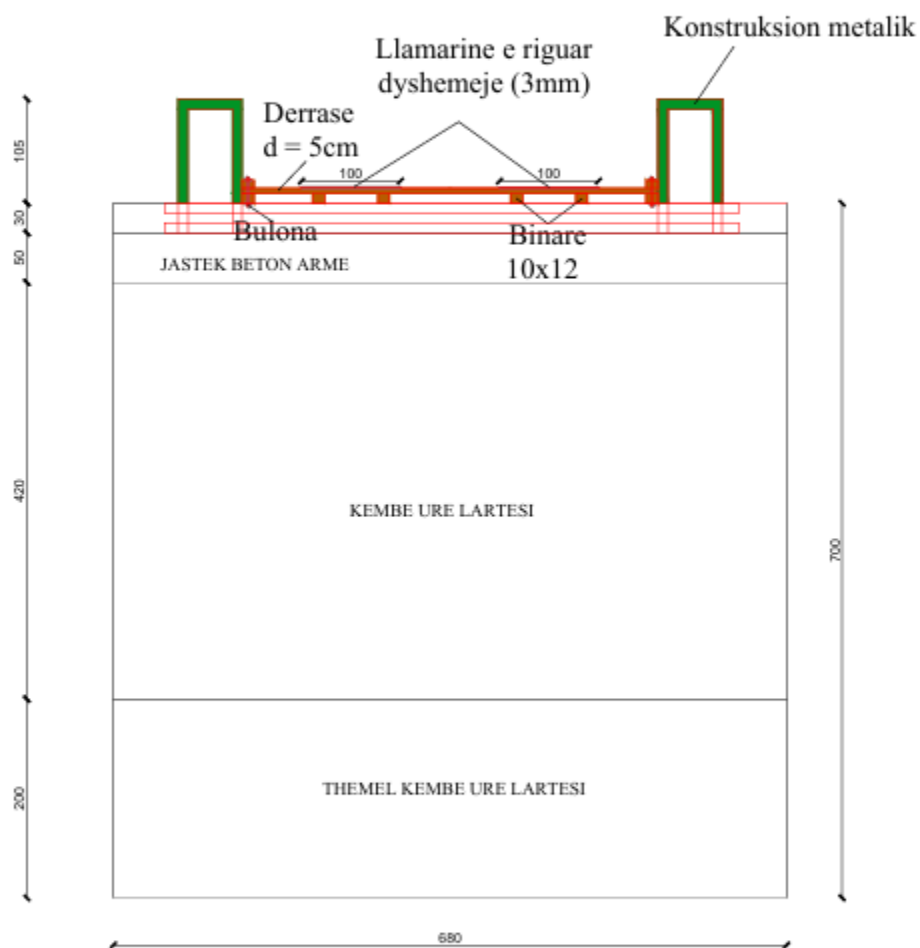 Konstruksion metalik
Llamarine e riguar
dyshemeje (3mm)
Derrase
d = 5cm
100
100
105
30
50
Bulona
Binare
10x12
JASTEK BETON ARME
420
KEMBE URE LARTESI
700
200
THEMEL KEMBE URE LARTESI
680